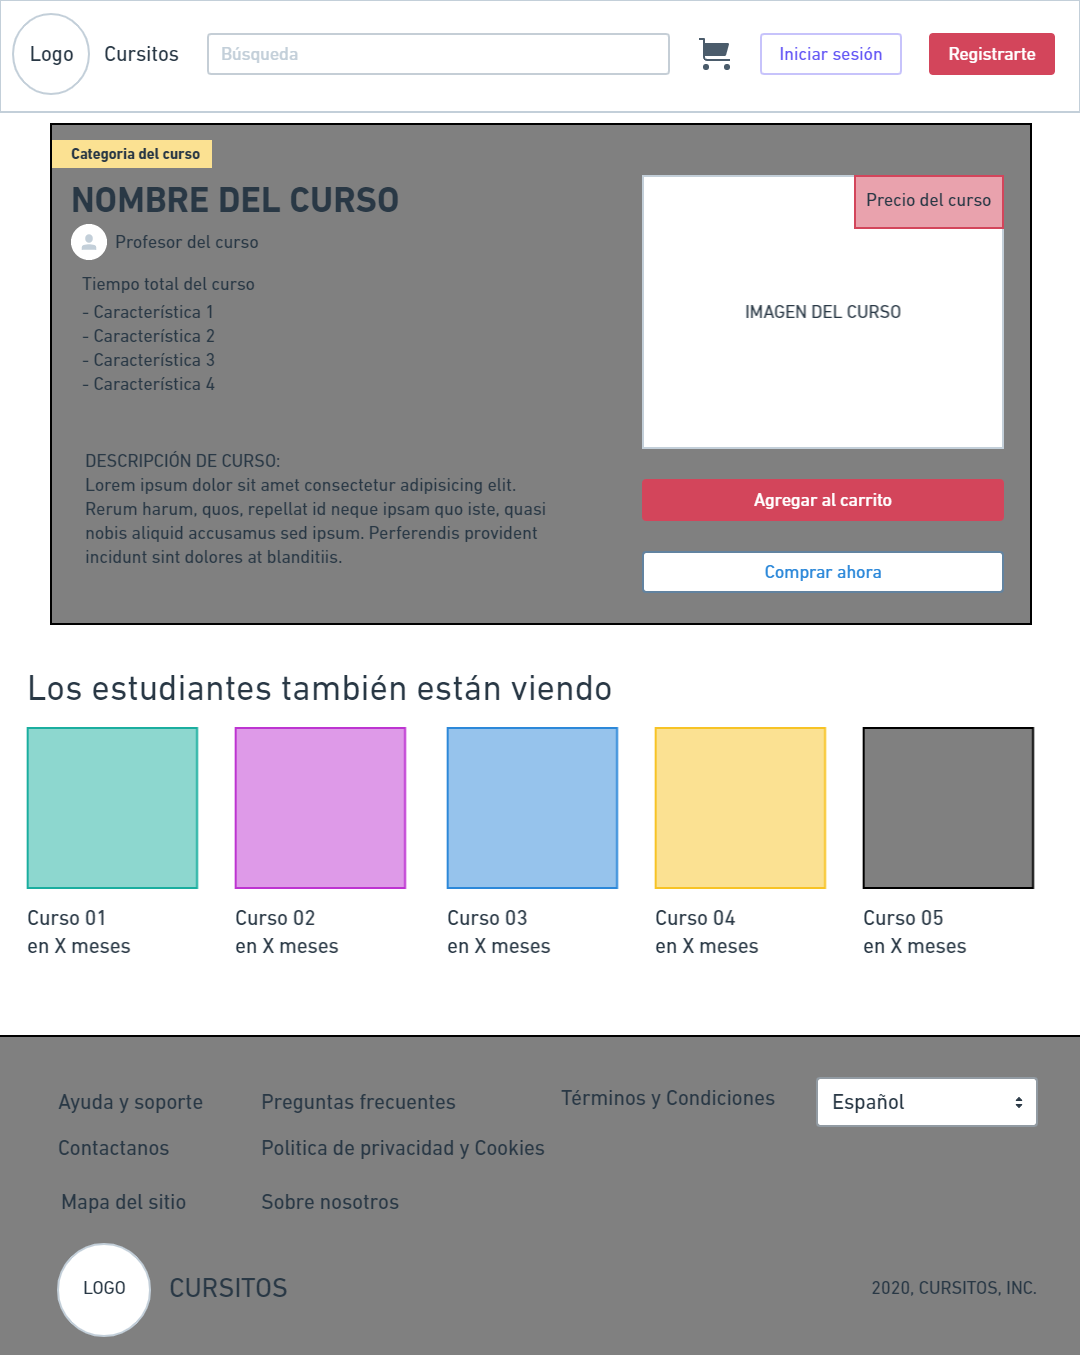 Logo
Cursitos
Búsqueda
Iniciar sesión
Registrarte
Categoria del curso
NOMBRE DEL CURSO
Profesor del curso
Tiempo total del curso
- Característica 1
- Característica 2
- Característica 3
- Característica 4
DESCRIPCIÓN DE CURSO:
Lorem ipsum dolor sit amet consectetur adipisicing elit.
Rerum harum, quos, repellat id neque ipsam quo iste, quasi
nobis aliquid accusamus sed ipsum. Perferendis provident
incidunt sint dolores at blanditiis.
Precio del curso
IMAGEN DEL CURSO
Agregar al carrito
Comprar ahora
Los estudiantes también están viendo
Curso 01
en X meses
Curso 02
en X meses
Curso 03
en X meses
Curso 04
en X meses
Curso 05
en X meses
Ayuda y soporte
Preguntas frecuentes
Términos y Condiciones
Español
Contactanos
Politica de privacidad y Cookies
Mapa del sitio
Sobre nosotros
LOGO
CURSITOS
2020, CURSITOS, INC.